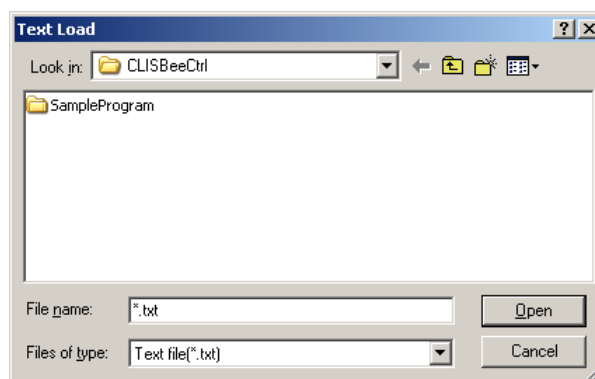 Text Load
Look in: CLISBeeCtrl
SampleProgram
File name: *.txt Open
Files of type: Text file(*.txt) Cancel